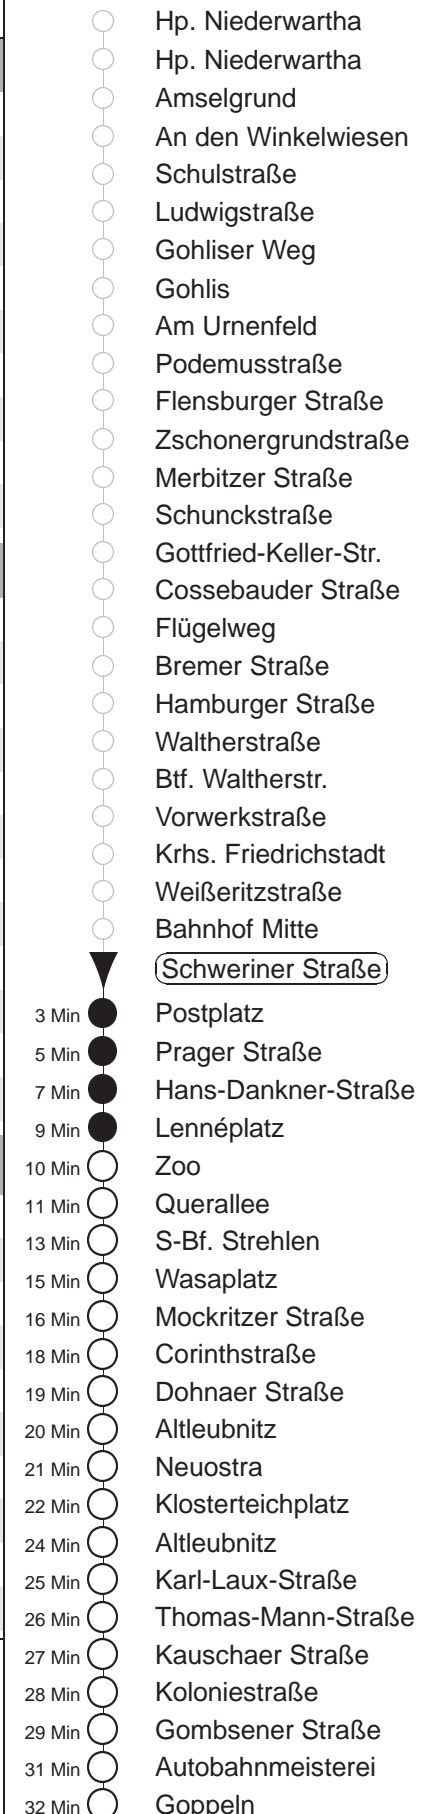 Hp. Niederwartha
Hp. Niederwartha
Amselgrund
An den Winkelwiesen
Schulstraße
Ludwigstraße
Gohliser Weg
Gohlis
Am Urnenfeld
Podemusstraße
Flensburger Straße
Zschonergrundstraße
Merbitzer Straße
Schunckstraße
Gottfried-Keller-Str.
Cossebauder Straße
Flügelweg
Bremer Straße
Hamburger Straße
Waltherstraße
Btf. Waltherstr.
Vorwerkstraße
Krhs. Friedrichstadt
Weißeritzstraße
Bahnhof Mitte
Schweriner Straße
3 Min Postplatz
5 Min Prager Straße
7 Min Hans-Dankner-Straße
9 Min Lennéplatz
10 Min Zoo
11 Min Querallee
13 Min S-Bf. Strehlen
15 Min Wasaplatz
16 Min Mockritzer Straße
18 Min Corinthstraße
19 Min Dohnaer Straße
20 Min Altleubnitz
21 Min Neuostra
22 Min Klosterteichplatz
24 Min Altleubnitz
25 Min Karl-Laux-Straße
26 Min Thomas-Mann-Straße
27 Min Kauschaer Straße
28 Min Koloniestraße
29 Min Gombsener Straße
31 Min Autobahnmeisterei
32 Min Goppeln